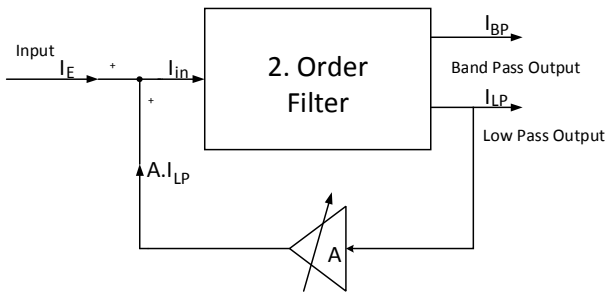 Input
I_E
+
+
I_in
2. Order
Filter
I_BP
Band Pass Output
I_LP
Low Pass Output
A.I_LP
A